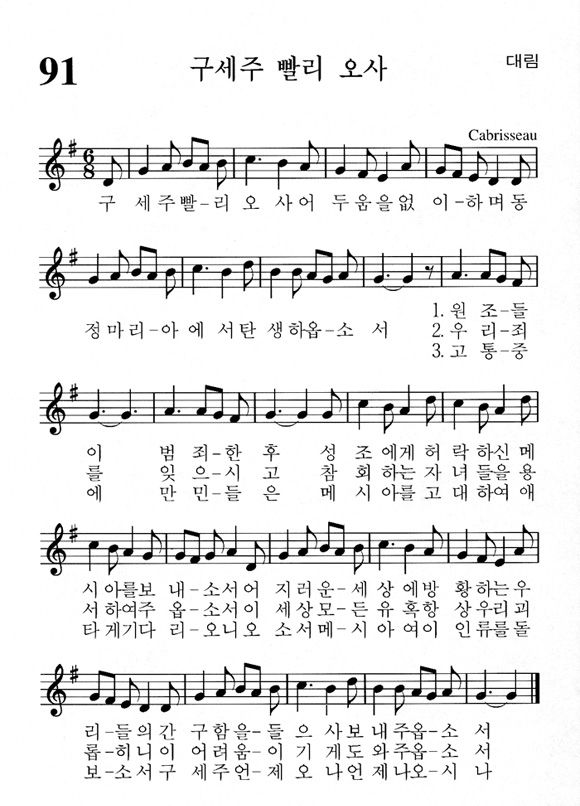 91
구세주 빨리 오사
대림
Cabrisseau
6
8
구 세주빨-리 오 사어 두움을없 이-하며동
정마리-아에 서탄 생하옵-소 서 1.원 조-들
2.우 리-죄
3.고 통-중
이 범 죄-한 후 성 조에게 허 락 하신 메
를 잊 으-시 고 참 회 하는 자 녀 들을 용
에 만 민-들 은 메 시 아를 고 대 하여 애
시 아를보 내-소서어 지 러운-세 상 에방 황하는우
서 하여주 옵-소서이 세상모-든 유 혹항 상우리괴
타 게기다 리-오니오 소서메-시 아 여이 인류를돌
리-들의간 구함을-들 으 사보내주옵-소 서
롭-히니이 어려움-이 기 게도와주옵-소 서
보-소서구 세주언-제 오 나언제나오-시 나